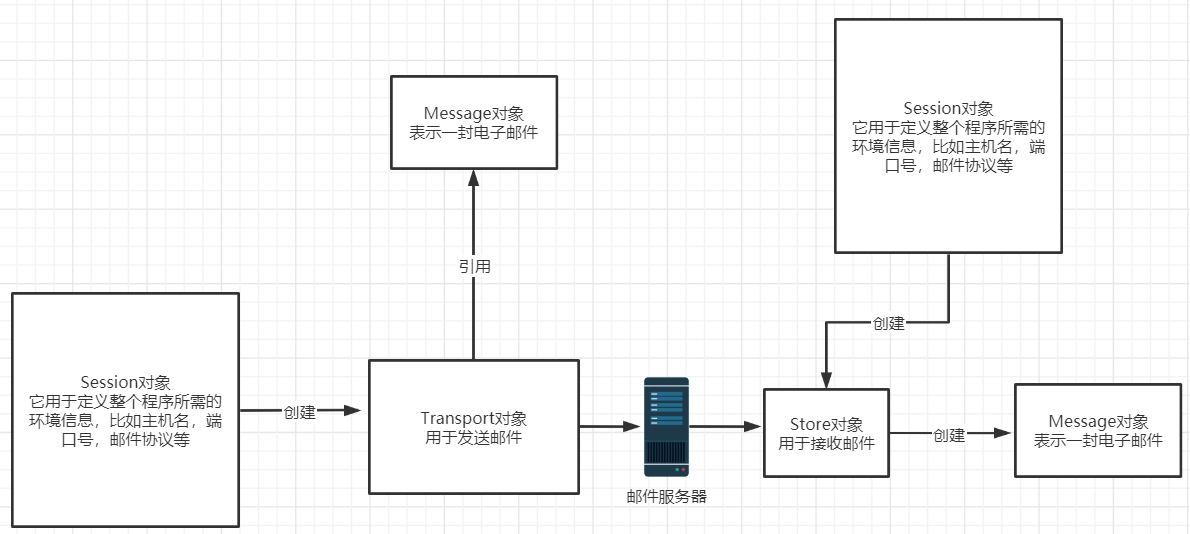 Message对象
表示一封电子邮件
Session对象
它用于定义整个程序所需的
环境信息，比如主机名，端
口号，邮件协议等
引用
创建
Session对象
它用于定义整个程序所需的
环境信息，比如主机名，端
口号，邮件协议等
创建
Transport对象
用于发送邮件
邮件服务器
Store对象
用于接收邮件
创建
Message对象
表示一封电子邮件